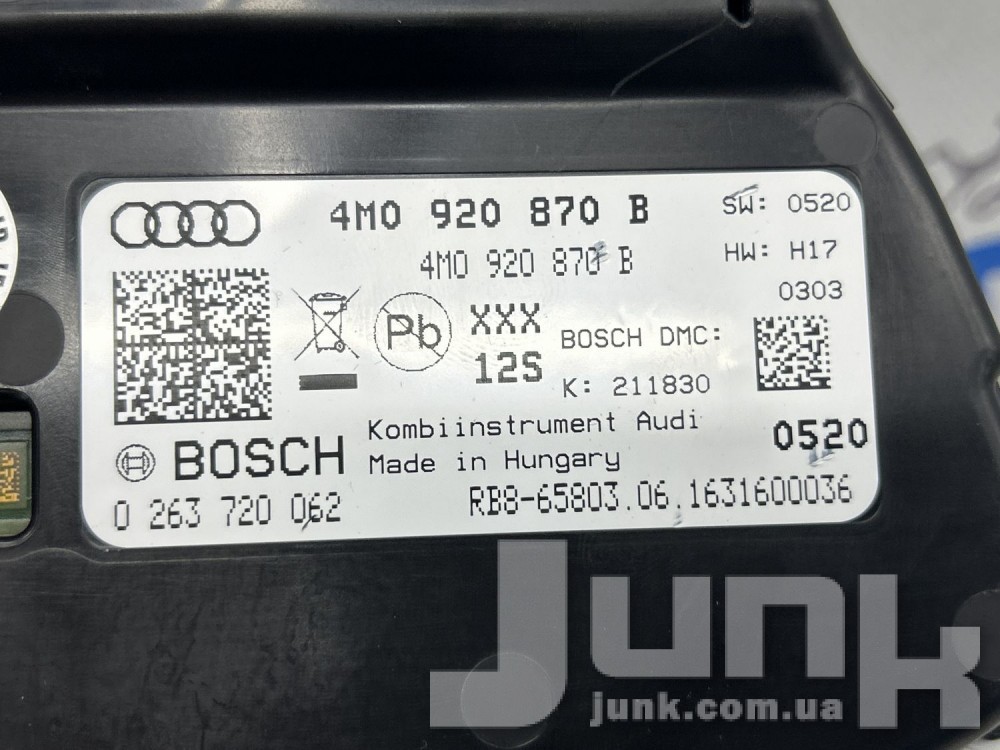 4M0 920 870 B
SW: 0520
4M0 920 870 B
HW: H17
0303
Pb
XXX
12S
BOSCH DMC:
K: 211830
Kombiinstrument Audi
0520
BOSCH
Made in Hungary
0 263 720 062
RB8-65803.06.1631600036
Junk
junk.com.ua